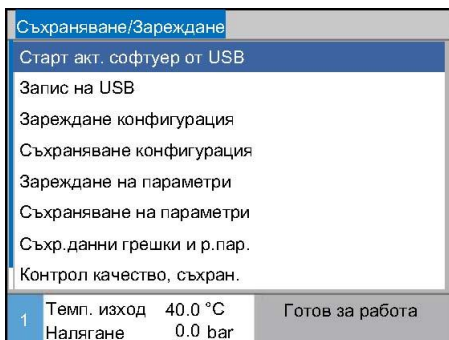 Съхраняване/Зареждане
Старт акт. софтуер от USB
Запис на USB
Зареждане конфигурация
Съхраняване конфигурация
Зареждане на параметри
Съхраняване на параметри
Съхр.данни грешки и р.пар.
Контрол качество, съхран.
1 Темп. изход 40.0 °C Готов за работа
Налягане 0.0 bar